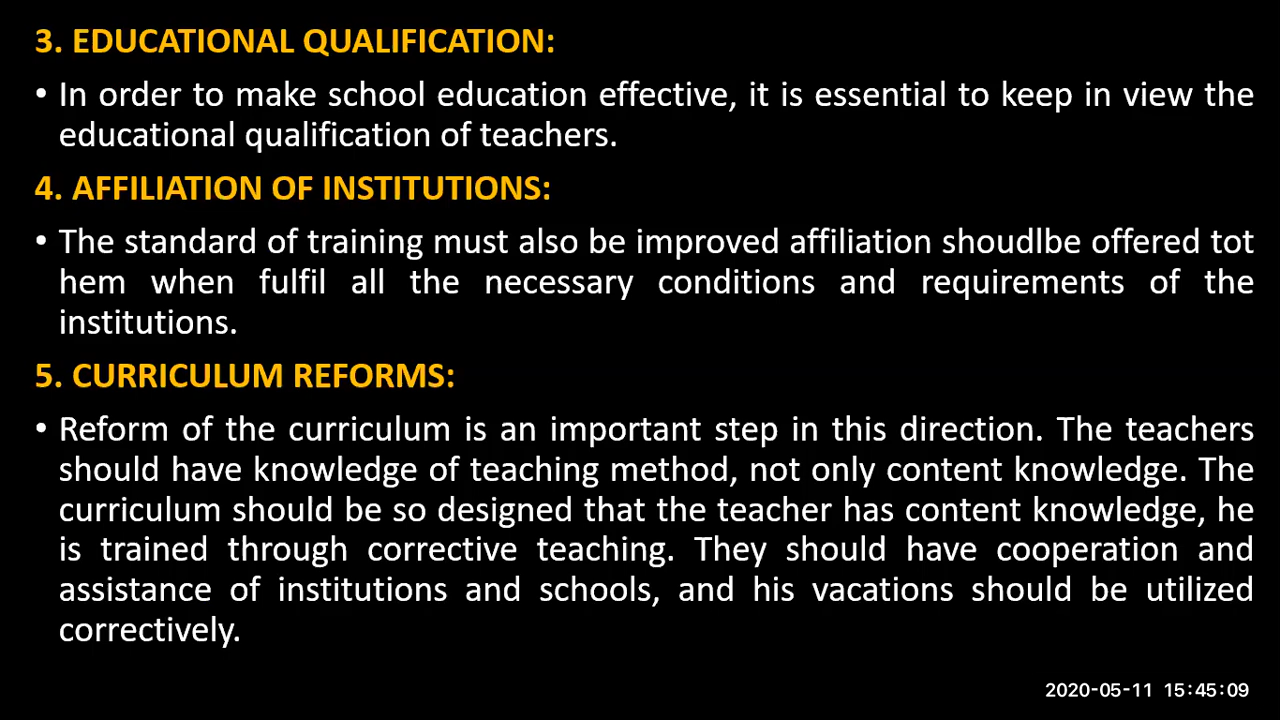 3. EDUCATIONAL QUALIFICATION:
• In order to make school education effective, it is essential to keep in view the
educational qualification of teachers.
4. AFFILIATION OF INSTITUTIONS:
• The standard of training must also be improved affiliation shoudlbe offered tot
hem when fulfil all the necessary conditions and requirements of the
institutions.
5. CURRICULUM REFORMS:
• Reform of the curriculum is an important step in this direction. The teachers
should have knowledge of teaching method, not only content knowledge. The
curriculum should be so designed that the teacher has content knowledge, he
is trained through corrective teaching. They should have cooperation and
assistance of institutions and schools, and his vacations should be utilized
correctively.
2020-05-11 15:45:09